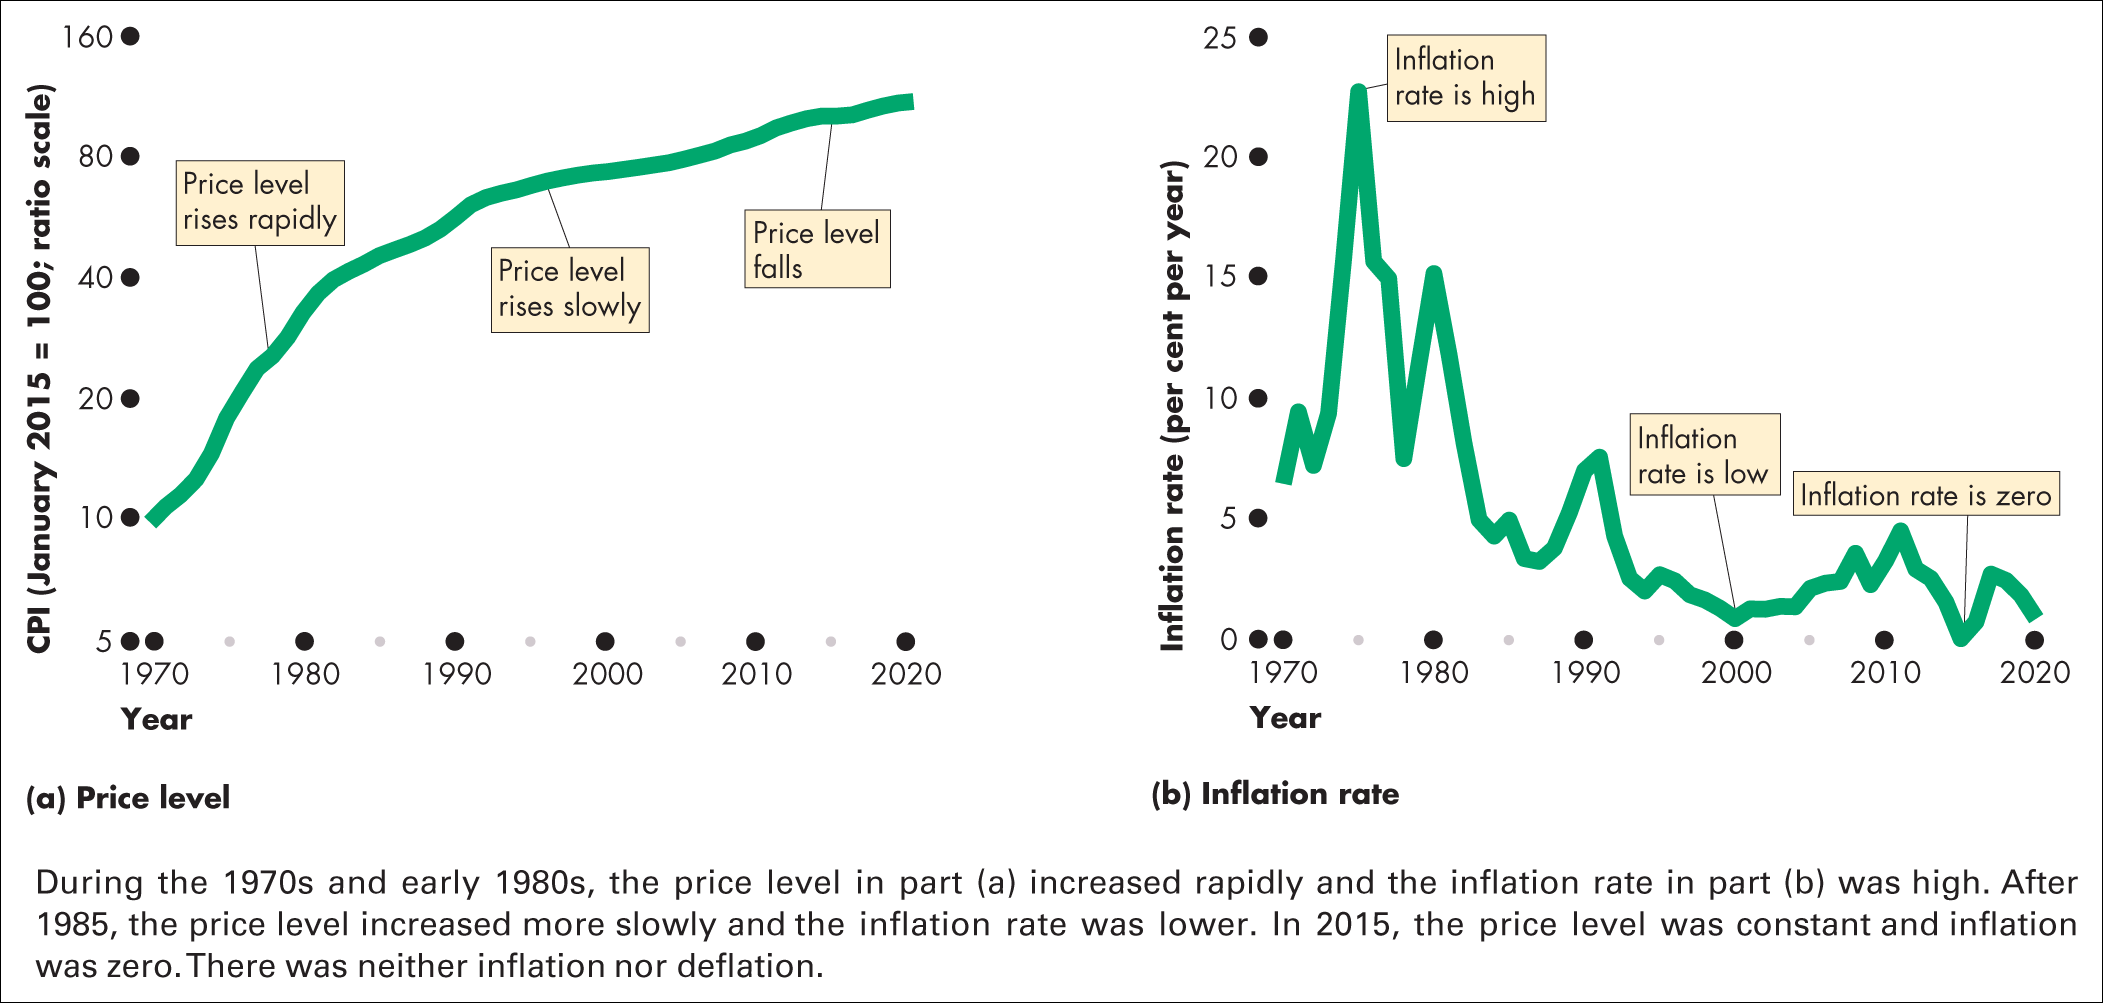 CPI (January 2015 = 100; ratio scale)
160
80
40
20
10
5
Price level
rises rapidly
Price level
rises slowly
Price level
falls
1970
1980
1990
2000
2010
2020
Year
(a) Price level
Inflation rate (per cent per year)
25
20
15
10
5
0
Inflation
rate is high
Inflation
rate is low
Inflation rate is zero
1970
1980
1990
2000
2010
2020
Year
(b) Inflation rate
During the 1970s and early 1980s, the price level in part (a) increased rapidly and the inflation rate in part (b) was high. After
1985, the price level increased more slowly and the inflation rate was lower. In 2015, the price level was constant and inflation
was zero. There was neither inflation nor deflation.